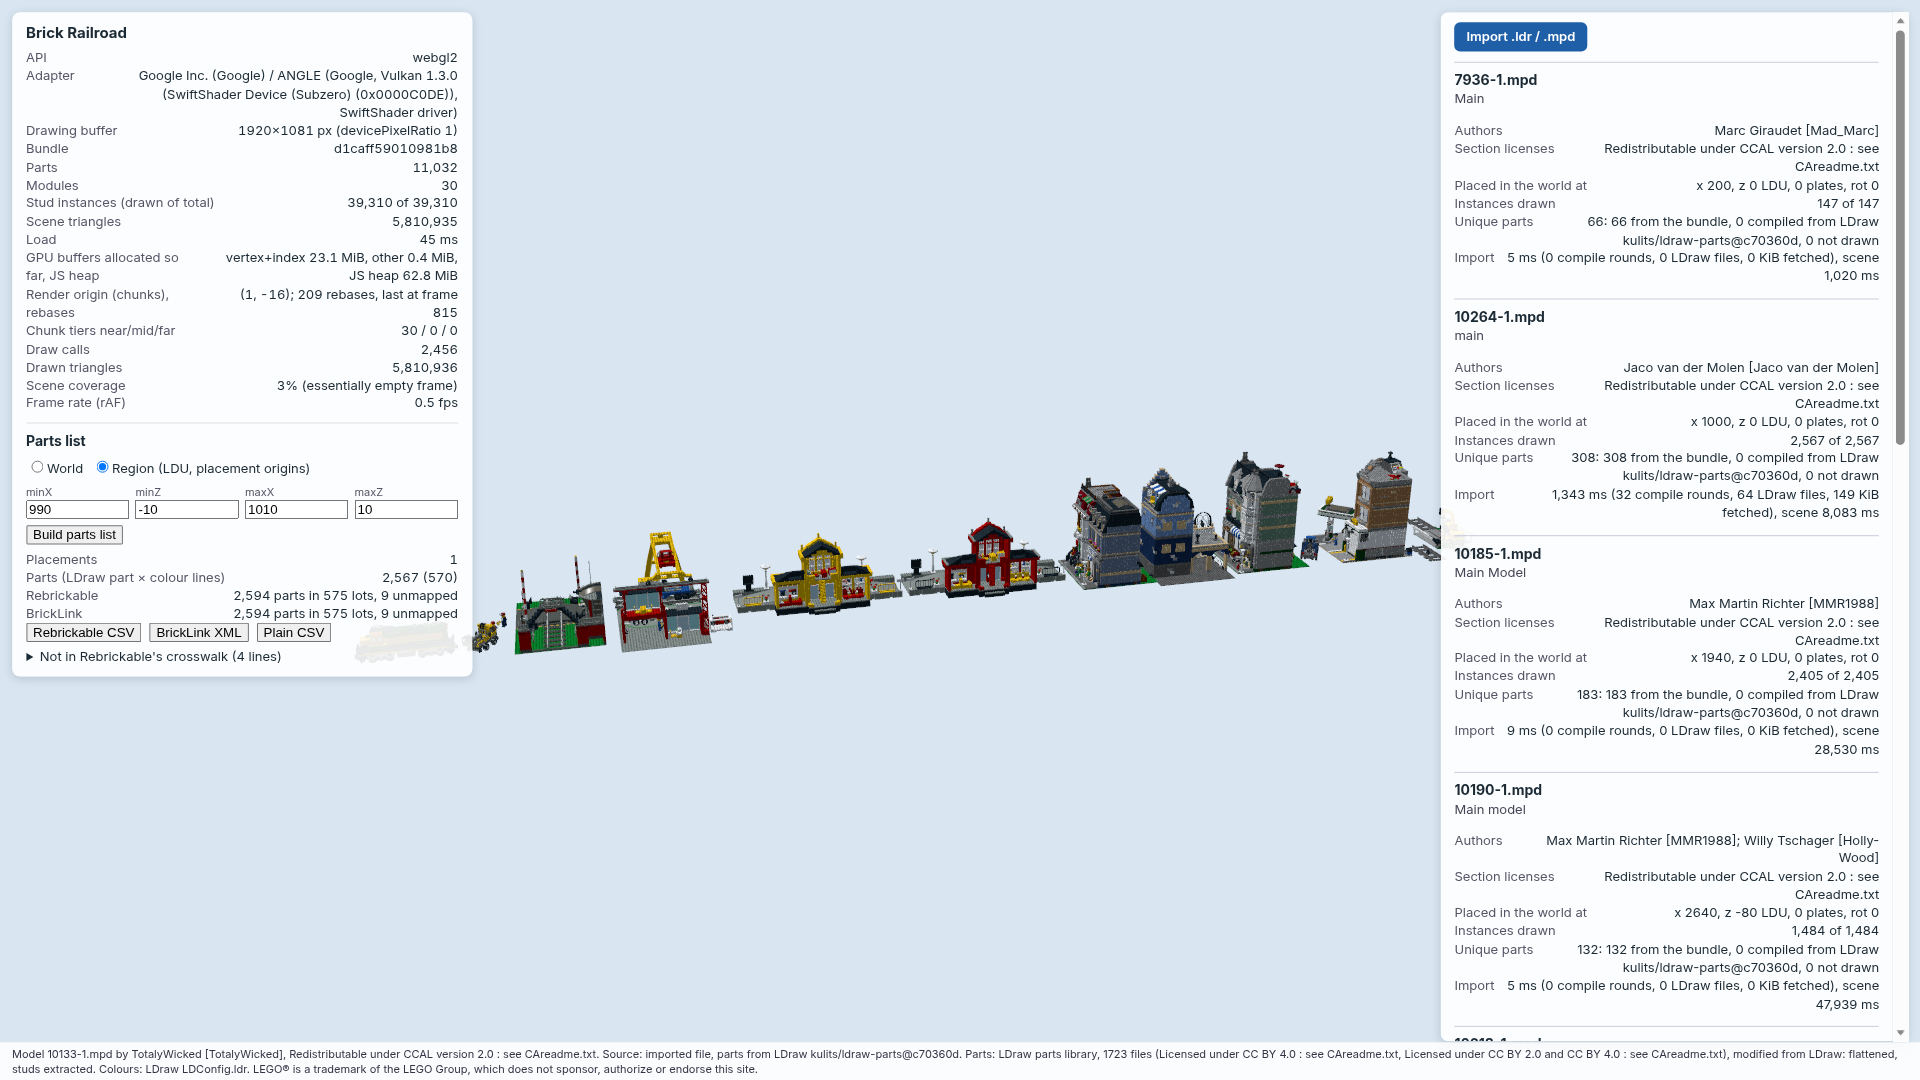 Brick Railroad
API webgl2
Adapter Google Inc. (Google) / ANGLE (Google, Vulkan 1.3.0
(SwiftShader Device (Subzero) (0x0000C0DE)),
SwiftShader driver)
Drawing buffer 1920×1081 px (devicePixelRatio 1)
Bundle d1caff59010981b8
Parts 11,032
Modules 30
Stud instances (drawn of total) 39,310 of 39,310
Scene triangles 5,810,935
Load 45 ms
GPU buffers allocated so vertex+index 23.1 MiB, other 0.4 MiB,
far, JS heap JS heap 62.8 MiB
Render origin (chunks), (1, -16); 209 rebases, last at frame
rebases 815
Chunk tiers near/mid/far 30 / 0 / 0
Draw calls 2,456
Drawn triangles 5,810,936
Scene coverage 3% (essentially empty frame)
Frame rate (rAF) 0.5 fps
Parts list
World Region (LDU, placement origins)
minX minZ maxX maxZ
990 -10 1010 10
Build parts list
Placements 1
Parts (LDraw part × colour lines) 2,567 (570)
Rebrickable 2,594 parts in 575 lots, 9 unmapped
BrickLink 2,594 parts in 575 lots, 9 unmapped
Rebrickable CSV BrickLink XML Plain CSV
▶ Not in Rebrickable's crosswalk (4 lines)
Import .ldr / .mpd
7936-1.mpd
Main
Authors Marc Giraudet [Mad_Marc]
Section licenses Redistributable under CCAL version 2.0 : see
CAreadme.txt
Placed in the world at x 200, z 0 LDU, 0 plates, rot 0
Instances drawn 147 of 147
Unique parts 66: 66 from the bundle, 0 compiled from LDraw
kulits/ldraw-parts@c70360d, 0 not drawn
Import 5 ms (0 compile rounds, 0 LDraw files, 0 KiB fetched), scene
1,020 ms
10264-1.mpd
main
Authors Jaco van der Molen [Jaco van der Molen]
Section licenses Redistributable under CCAL version 2.0 : see
CAreadme.txt
Placed in the world at x 1000, z 0 LDU, 0 plates, rot 0
Instances drawn 2,567 of 2,567
Unique parts 308: 308 from the bundle, 0 compiled from LDraw
kulits/ldraw-parts@c70360d, 0 not drawn
Import 1,343 ms (32 compile rounds, 64 LDraw files, 149 KiB
fetched), scene 8,083 ms
10185-1.mpd
Main Model
Authors Max Martin Richter [MMR1988]
Section licenses Redistributable under CCAL version 2.0 : see
CAreadme.txt
Placed in the world at x 1940, z 0 LDU, 0 plates, rot 0
Instances drawn 2,405 of 2,405
Unique parts 183: 183 from the bundle, 0 compiled from LDraw
kulits/ldraw-parts@c70360d, 0 not drawn
Import 9 ms (0 compile rounds, 0 LDraw files, 0 KiB fetched), scene
28,530 ms
10190-1.mpd
Main model
Authors Max Martin Richter [MMR1988]; Willy Tschager [Holly-
Wood]
Section licenses Redistributable under CCAL version 2.0 : see
CAreadme.txt
Placed in the world at x 2640, z -80 LDU, 0 plates, rot 0
Instances drawn 1,484 of 1,484
Unique parts 132: 132 from the bundle, 0 compiled from LDraw
kulits/ldraw-parts@c70360d, 0 not drawn
Import 5 ms (0 compile rounds, 0 LDraw files, 0 KiB fetched), scene
47,939 ms
Model 10133-1.mpd by TotalyWicked [TotalyWicked], Redistributable under CCAL version 2.0 : see CAreadme.txt. Source: imported file, parts from LDraw kulits/ldraw-parts@c70360d. Parts: LDraw parts library, 1723 files (Licensed under CC BY 4.0 : see CAreadme.txt, Licensed under CC BY 2.0 and CC BY 4.0 : see CAreadme.txt), modified from LDraw: flattened,
studs extracted. Colours: LDraw LDConfig.ldr. LEGO® is a trademark of the LEGO Group, which does not sponsor, authorize or endorse this site.